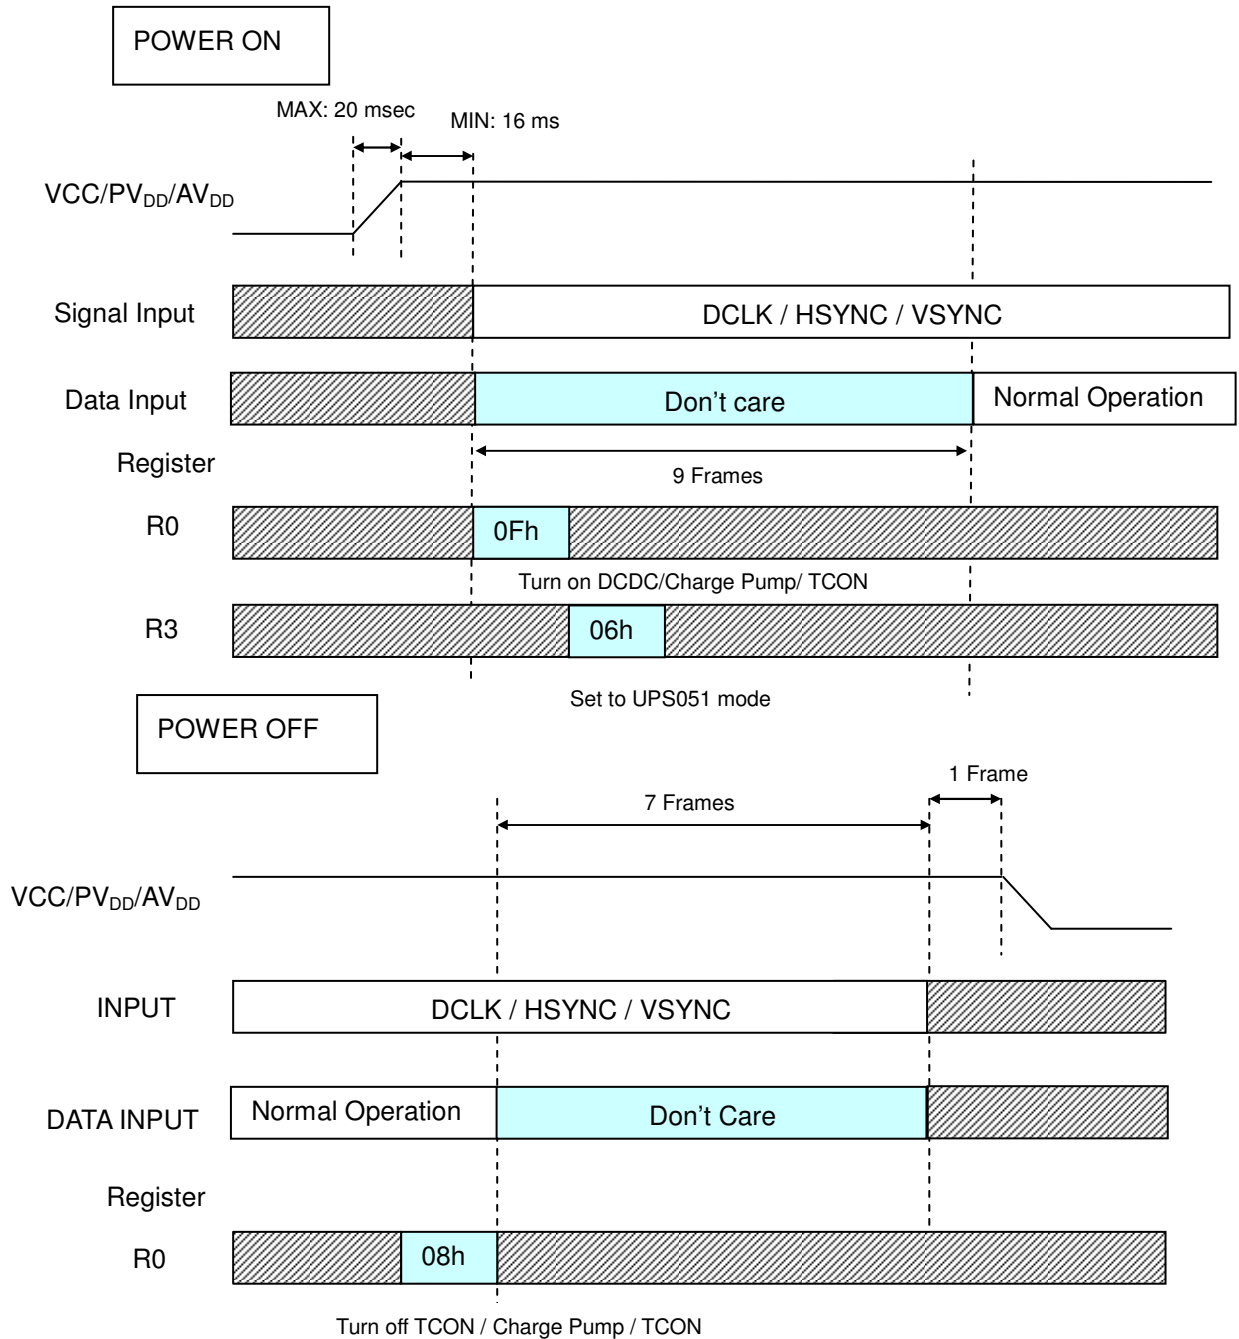 POWER ON
MAX: 20 msec
MIN: 16 ms
VCC/PVDD/AVDD
Signal Input
DCLK / HSYNC / VSYNC
Data Input
Don't care
Normal Operation
Register
9 Frames
R0
0Fh
Turn on DCDC/Charge Pump/ TCON
R3
06h
Set to UPS051 mode
POWER OFF
1 Frame
7 Frames
VCC/PVDD/AVDD
INPUT
DCLK / HSYNC / VSYNC
DATA INPUT
Normal Operation
Don't Care
Register
R0
08h
Turn off TCON / Charge Pump / TCON